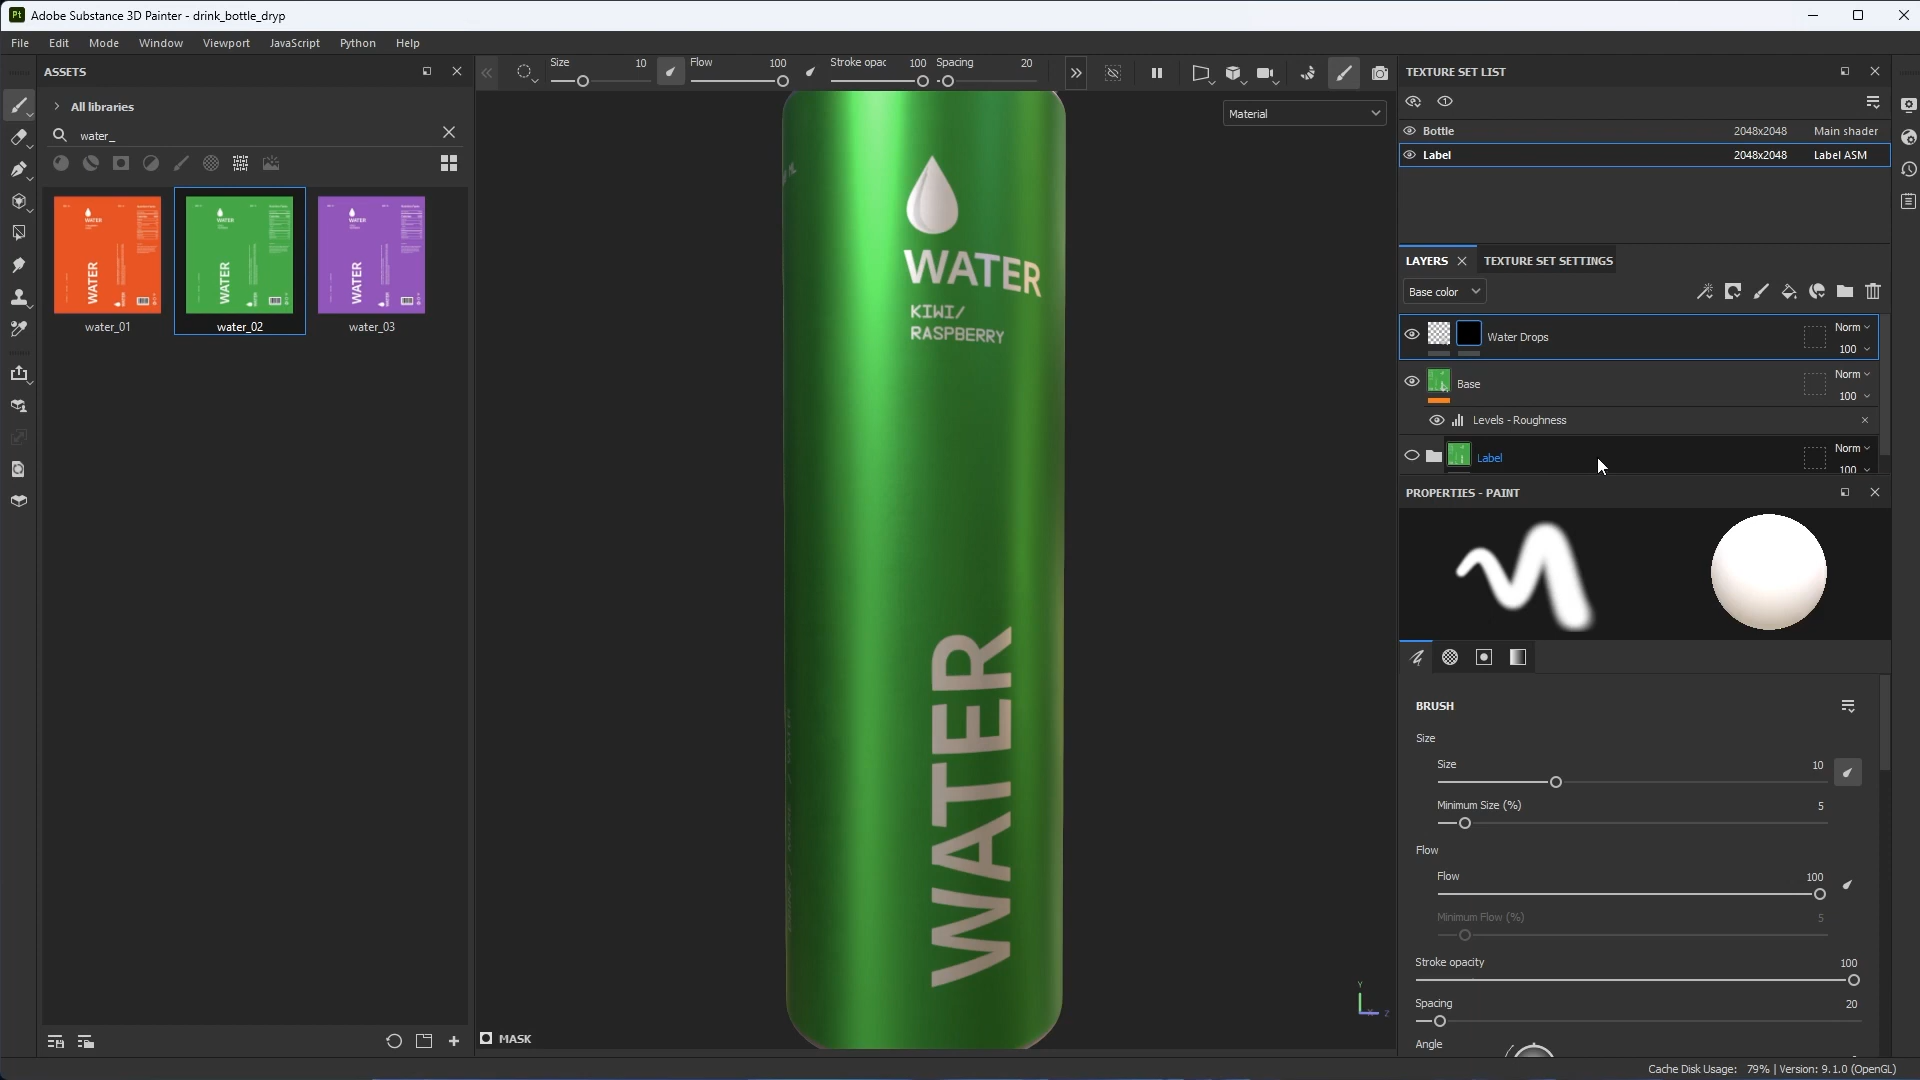 Adobe Substance 3D Painter - drink_bottle_dryp
File Edit Mode Window Viewport JavaScript Python Help
ASSETS
All libraries
water_
water_01
water_02
water_03
Size 10
Flow 100
Stroke opac 100
Spacing 20
Material
WATER
KIWI/
RASPBERRY
WATER
MASK
Y
Z
TEXTURE SET LIST
Bottle 2048x2048 Main shader
Label 2048x2048 Label ASM
LAYERS TEXTURE SET SETTINGS
Base color
Water Drops Norm 100
Base Norm 100
Levels - Roughness
Label Norm 100
PROPERTIES - PAINT
BRUSH
Size
Size 10
Minimum Size (%) 5
Flow
Flow 100
Minimum Flow (%) 5
Stroke opacity 100
Spacing 20
Angle
Cache Disk Usage: 79% | Version: 9.1.0 (OpenGL)